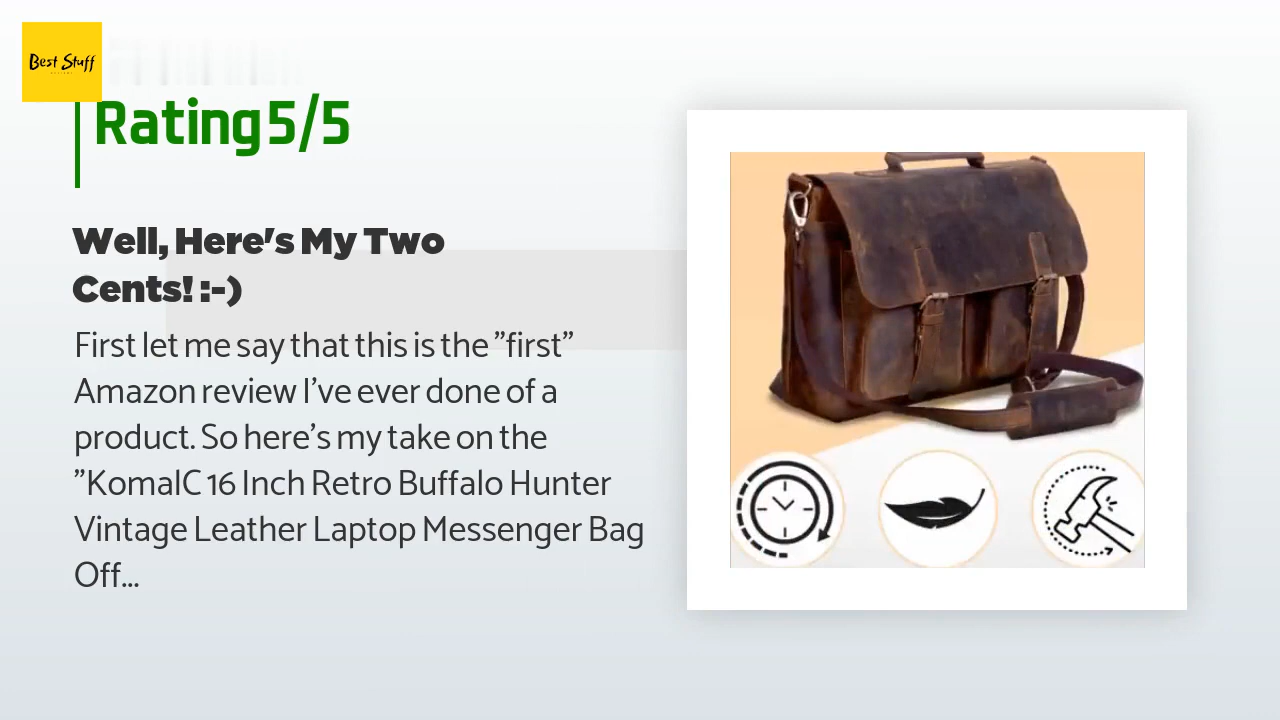 Best Stuff
Rating 5/5
Well, Here's My Two
Cents! :-)
First let me say that this is the "first"
Amazon review I've ever done of a
product. So here's my take on the
"KomalC 16 Inch Retro Buffalo Hunter
Vintage Leather Laptop Messenger Bag
Off...